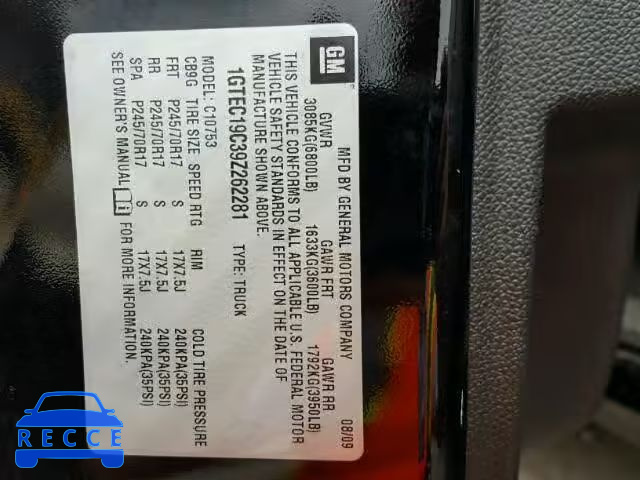 GM
MFD BY GENERAL MOTORS COMPANY 08/09
GVWR GAWR FRT GAWR RR
3085KG(6800LB) 1633KG(3600LB) 1792KG(3950LB)
THIS VEHICLE CONFORMS TO ALL APPLICABLE U.S. FEDERAL MOTOR
VEHICLE SAFETY STANDARDS IN EFFECT ON THE DATE OF
MANUFACTURE SHOWN ABOVE.
1GTEC19C39Z262281 TYPE: TRUCK
MODEL: C10753
CB9G TIRE SIZE SPEED RTG RIM COLD TIRE PRESSURE
FRT P245/70R17 S 17X7.5J 240KPA(35PSI)
RR P245/70R17 S 17X7.5J 240KPA(35PSI)
SPA P245/70R17 S 17X7.5J 240KPA(35PSI)
SEE OWNER'S MANUAL FOR MORE INFORMATION.